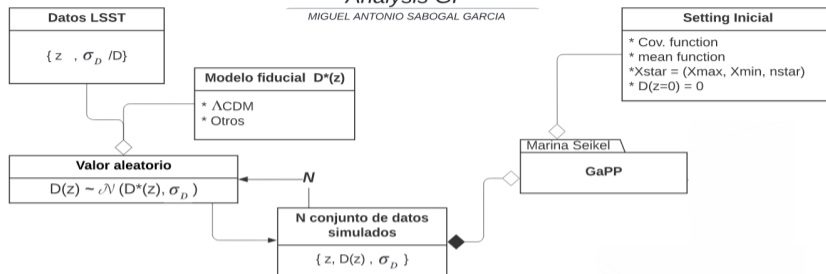 Analysis GP
MIGUEL ANTONIO SABOGAL GARCIA
Datos LSST
{ z , σ_D /D}
Modelo fiducial D*(z)
* ΛCDM
* Otros
Setting Inicial
* Cov. function
* mean function
*Xstar = (Xmax, Xmin, nstar)
* D(z=0) = 0
Marina Seikel
GaPP
Valor aleatorio
D(z) ~ 𝒩 (D*(z), σ_D )
N
N conjunto de datos
simulados
{ z, D(z) , σ_D }